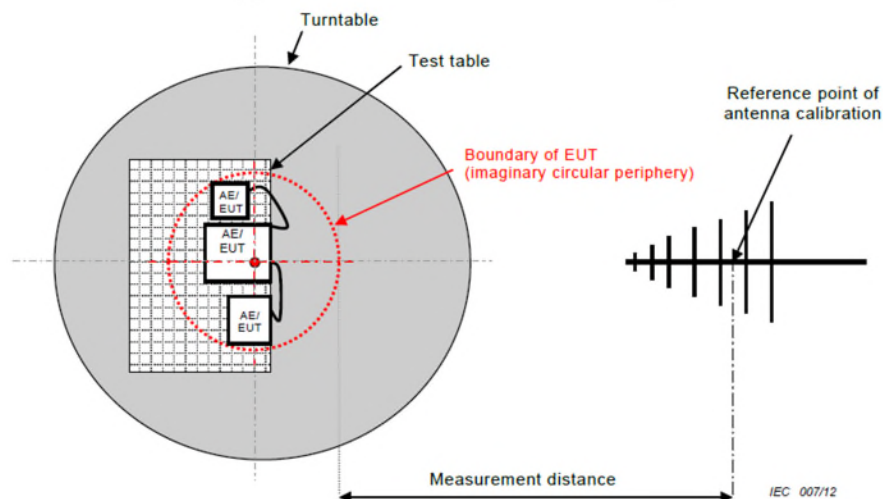 Turntable
Test table
Reference point of
antenna calibration
Boundary of EUT
(imaginary circular periphery)
AE/
EUT
AE/
EUT
AE/
EUT
Measurement distance
IEC 007/12